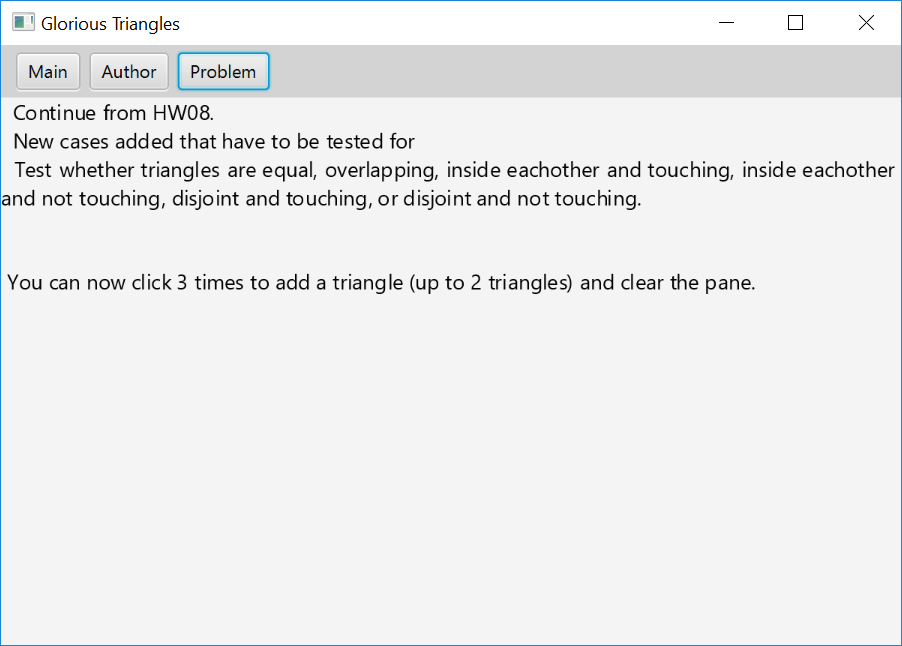 Glorious Triangles
Main Author Problem
Continue from HW08.
New cases added that have to be tested for
Test whether triangles are equal, overlapping, inside eachother and touching, inside eachother
and not touching, disjoint and touching, or disjoint and not touching.
You can now click 3 times to add a triangle (up to 2 triangles) and clear the pane.